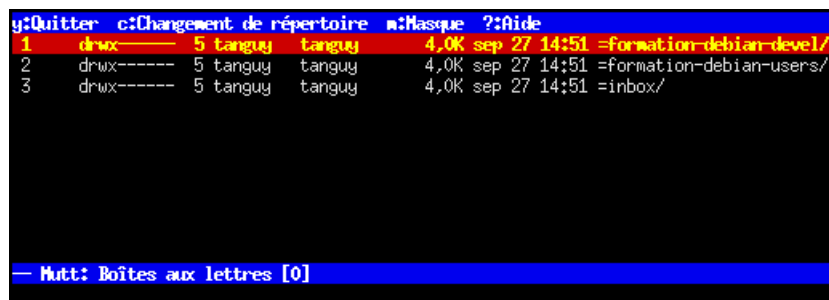 y:Quitter  c:Changement de répertoire  m:Masque  ?:Aide
1     drwx------  5 tanguy   tanguy       4,0K sep 27 14:51 =formation-debian-devel/
2     drwx------  5 tanguy   tanguy       4,0K sep 27 14:51 =formation-debian-users/
3     drwx------  5 tanguy   tanguy       4,0K sep 27 14:51 =inbox/
— Mutt: Boîtes aux lettres [0]